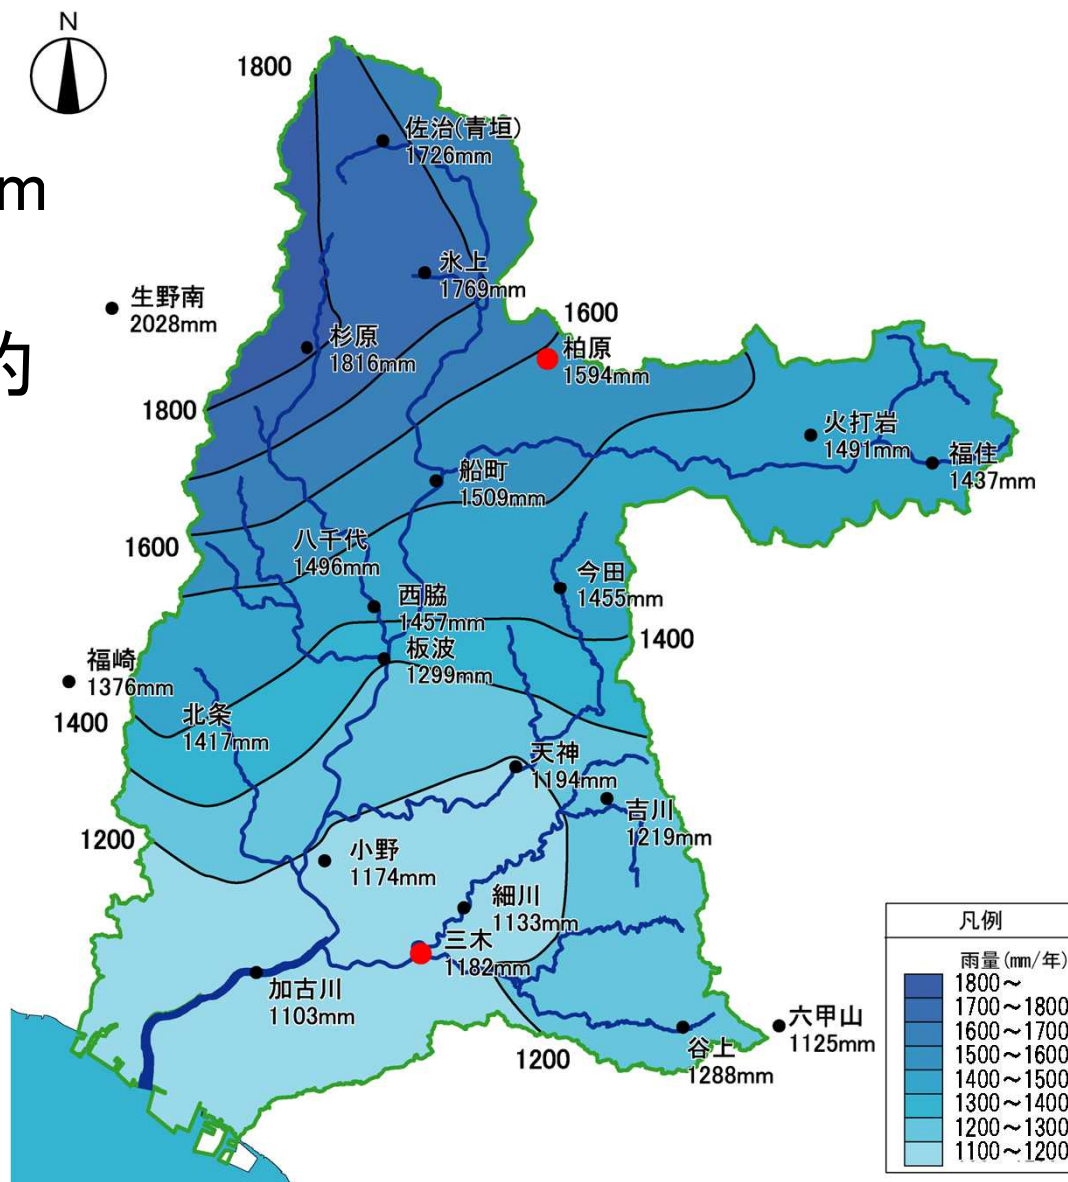 N
1800
佐治(青垣)
1726mm
m
氷上
1769mm
生野南
2028mm
1600
杉原
1816mm
柏原
1594mm
的
1800
火打岩
1491mm
福住
1437mm
船町
1509mm
1600
八千代
1496mm
今田
1455mm
西脇
1457mm
1400
板波
1299mm
福崎
1376mm
1400
北条
1417mm
天神
1194mm
吉川
1219mm
1200
小野
1174mm
細川
1133mm
三木
1182mm
加古川
1103mm
六甲山
1125mm
谷上
1288mm
1200
凡例
雨量(mm/年)
1800～
1700～1800
1600～1700
1500～1600
1400～1500
1300～1400
1200～1300
1100～1200